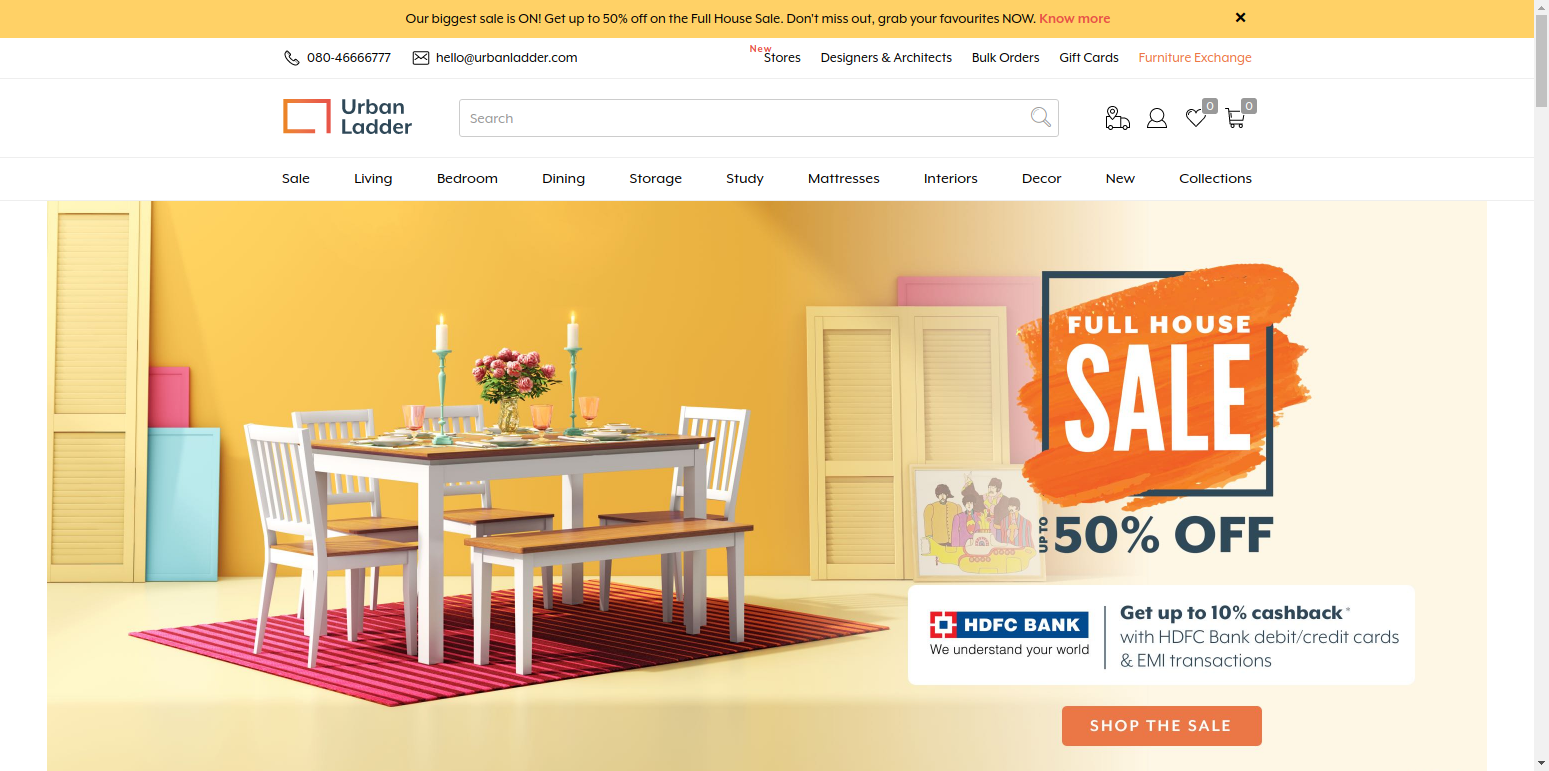 Our biggest sale is ON! Get up to 50% off on the Full House Sale. Don't miss out, grab your favourites NOW. Know more
080-46666777 hello@urbanladder.com New Stores Designers & Architects Bulk Orders Gift Cards Furniture Exchange
Urban
Ladder
Search
0 0
Sale Living Bedroom Dining Storage Study Mattresses Interiors Decor New Collections
FULL HOUSE
SALE
UP TO 50% OFF
HDFC BANK
We understand your world
Get up to 10% cashback*
with HDFC Bank debit/credit cards
& EMI transactions
SHOP THE SALE